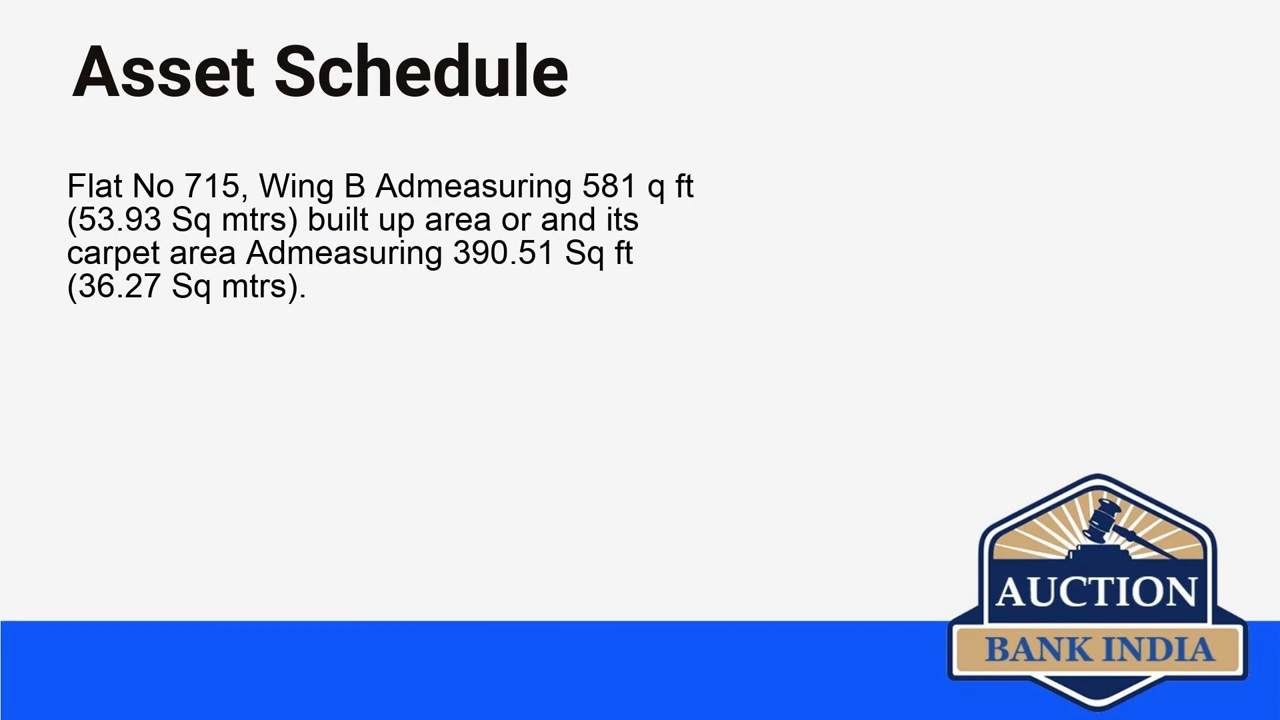 Asset Schedule
Flat No 715, Wing B Admeasuring 581 q ft
(53.93 Sq mtrs) built up area or and its
carpet area Admeasuring 390.51 Sq ft
(36.27 Sq mtrs).
AUCTION
BANK INDIA